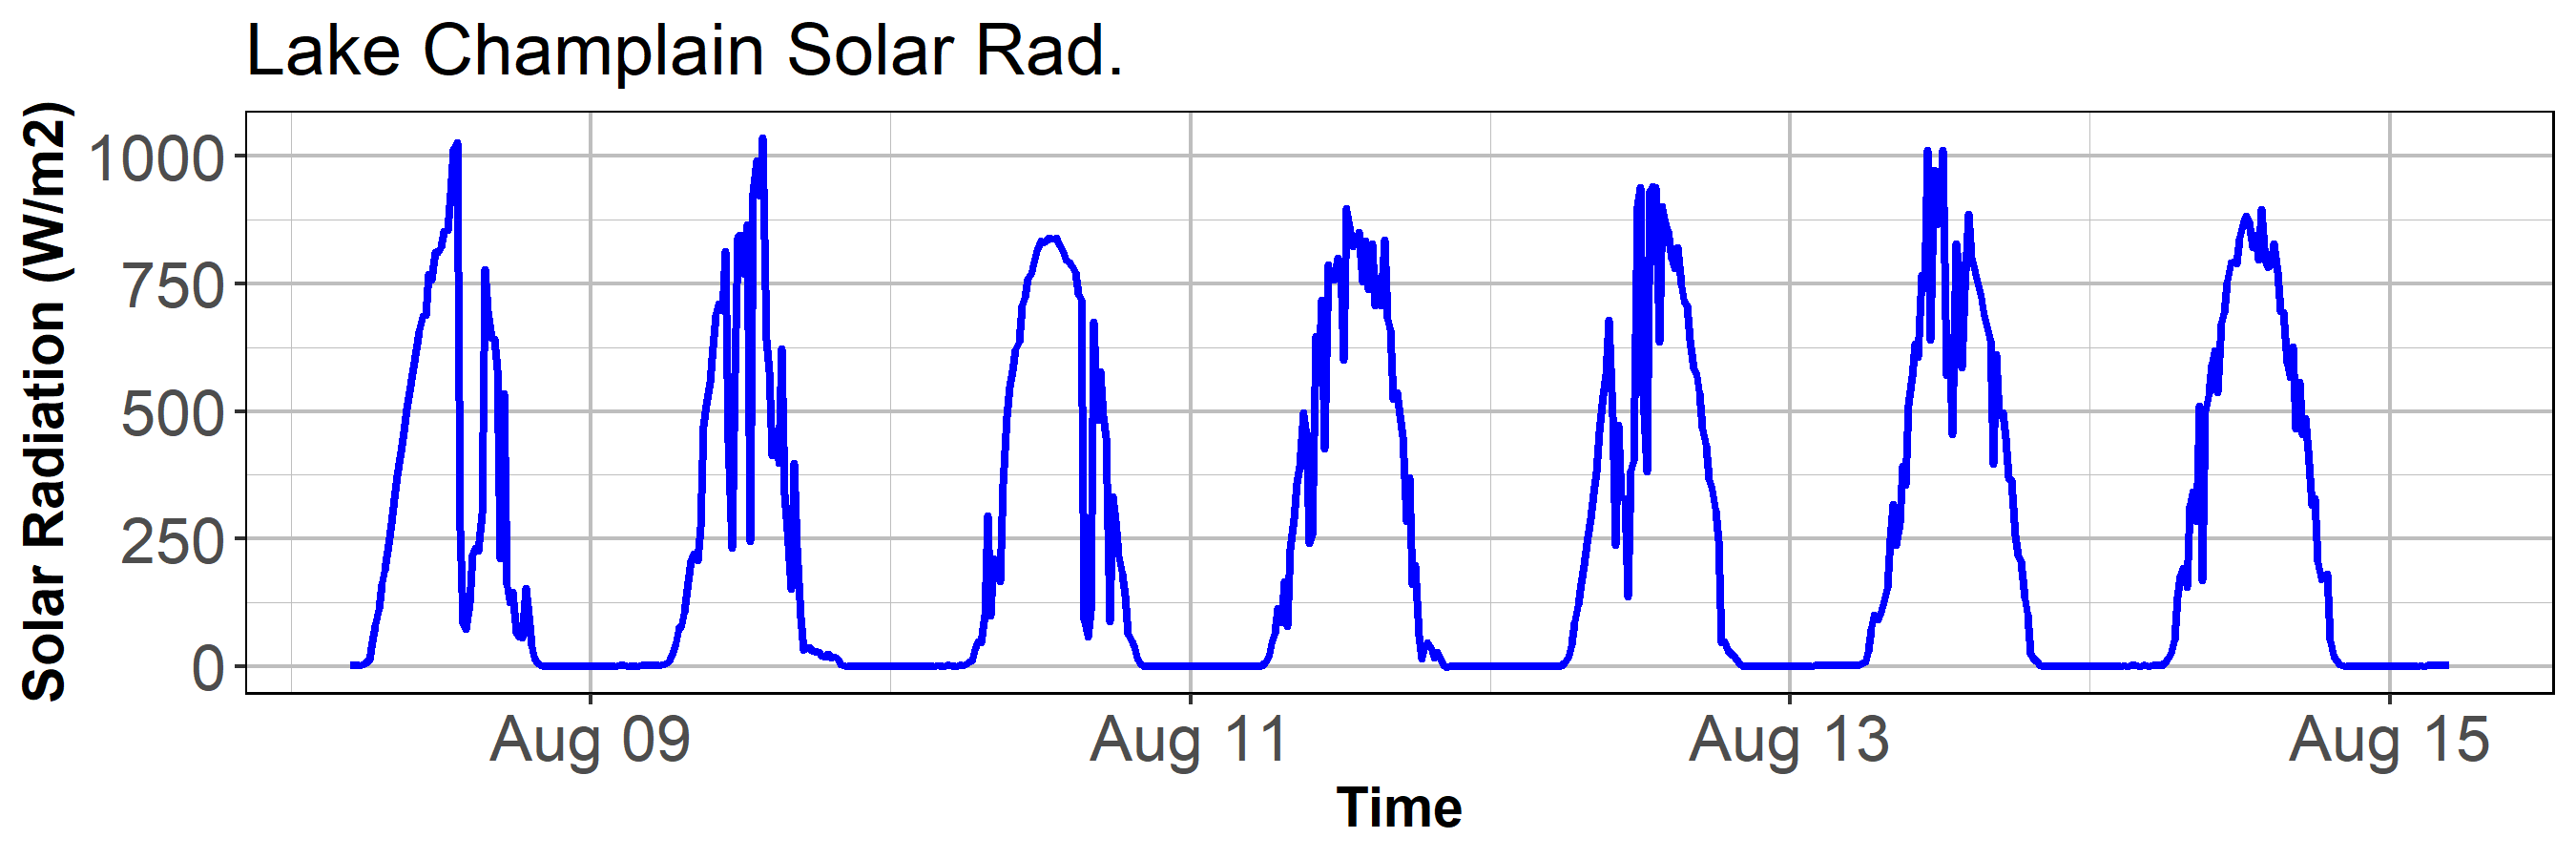 Lake Champlain Solar Rad.
Solar Radiation (W/m2)
1000
750
500
250
0
Aug 09 Aug 11 Aug 13 Aug 15
Time